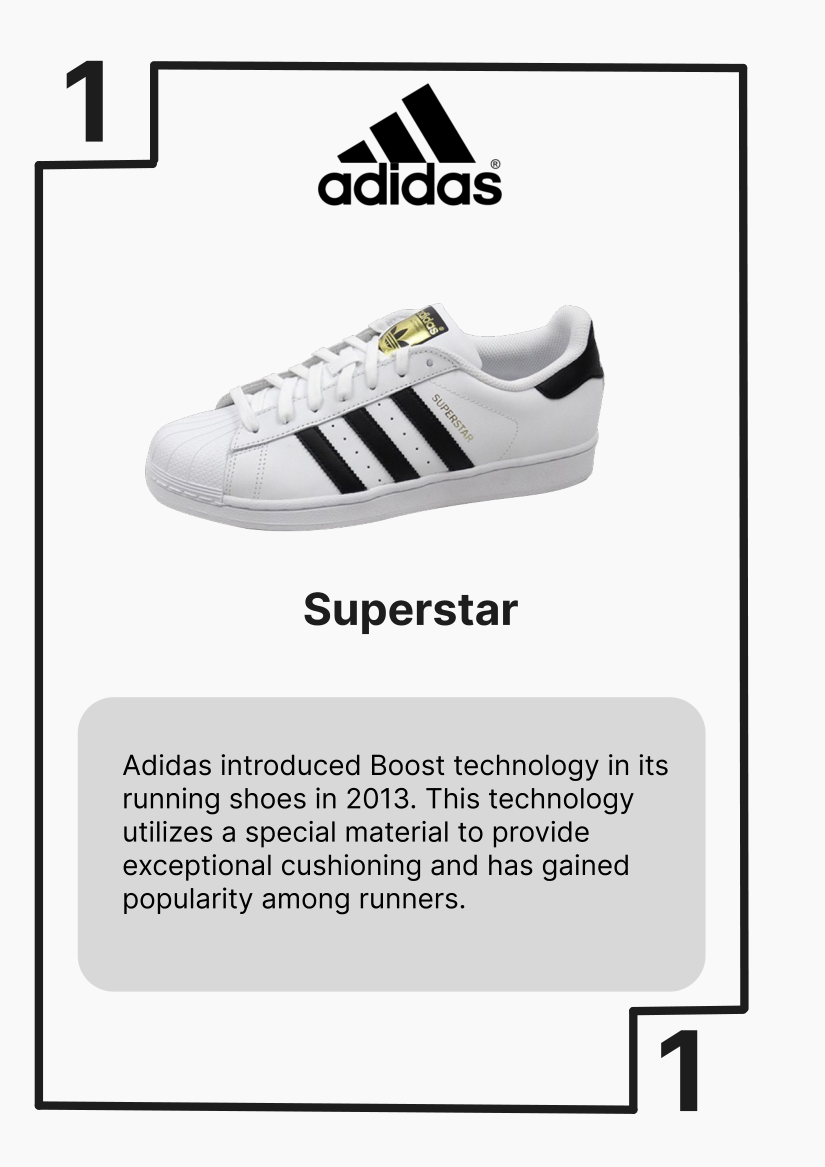 1
adidas®
adidas®
SUPERSTAR
Superstar
Adidas introduced Boost technology in its
running shoes in 2013. This technology
utilizes a special material to provide
exceptional cushioning and has gained
popularity among runners.
1